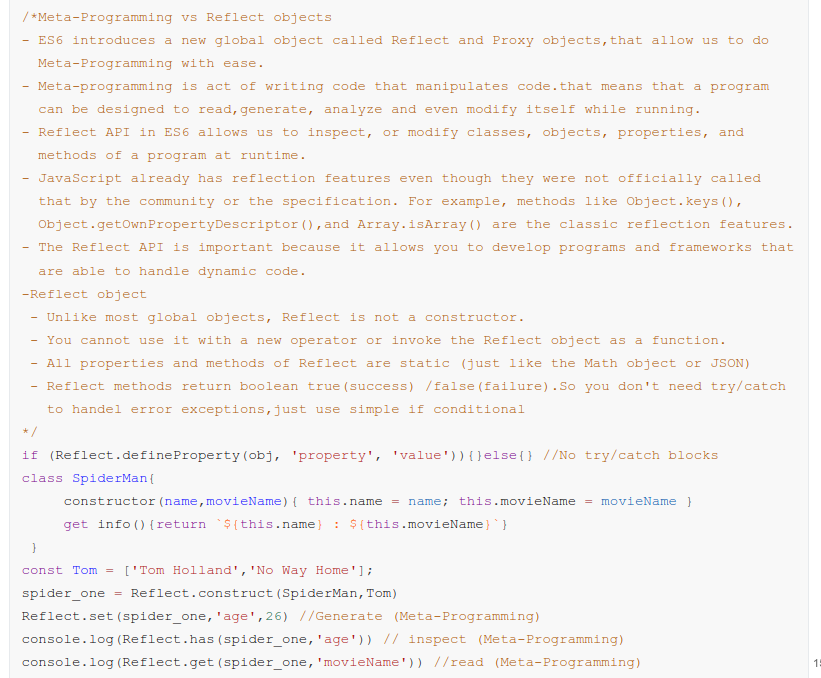 /*Meta-Programming vs Reflect objects
- ES6 introduces a new global object called Reflect and Proxy objects,that allow us to do
  Meta-Programming with ease.
- Meta-programming is act of writing code that manipulates code.that means that a program
  can be designed to read,generate, analyze and even modify itself while running.
- Reflect API in ES6 allows us to inspect, or modify classes, objects, properties, and
  methods of a program at runtime.
- JavaScript already has reflection features even though they were not officially called
  that by the community or the specification. For example, methods like Object.keys(),
  Object.getOwnPropertyDescriptor(),and Array.isArray() are the classic reflection features.
- The Reflect API is important because it allows you to develop programs and frameworks that
  are able to handle dynamic code.
-Reflect object
 - Unlike most global objects, Reflect is not a constructor.
 - You cannot use it with a new operator or invoke the Reflect object as a function.
 - All properties and methods of Reflect are static (just like the Math object or JSON)
 - Reflect methods return boolean true(success) /false(failure).So you don't need try/catch
   to handel error exceptions,just use simple if conditional
*/
if (Reflect.defineProperty(obj, 'property', 'value')){}else{} //No try/catch blocks
class SpiderMan{
     constructor(name,movieName){ this.name = name; this.movieName = movieName }
     get info(){return `${this.name} : ${this.movieName}`}
 }
const Tom = ['Tom Holland','No Way Home'];
spider_one = Reflect.construct(SpiderMan,Tom)
Reflect.set(spider_one,'age',26) //Generate (Meta-Programming)
console.log(Reflect.has(spider_one,'age')) // inspect (Meta-Programming)
console.log(Reflect.get(spider_one,'movieName')) //read (Meta-Programming)